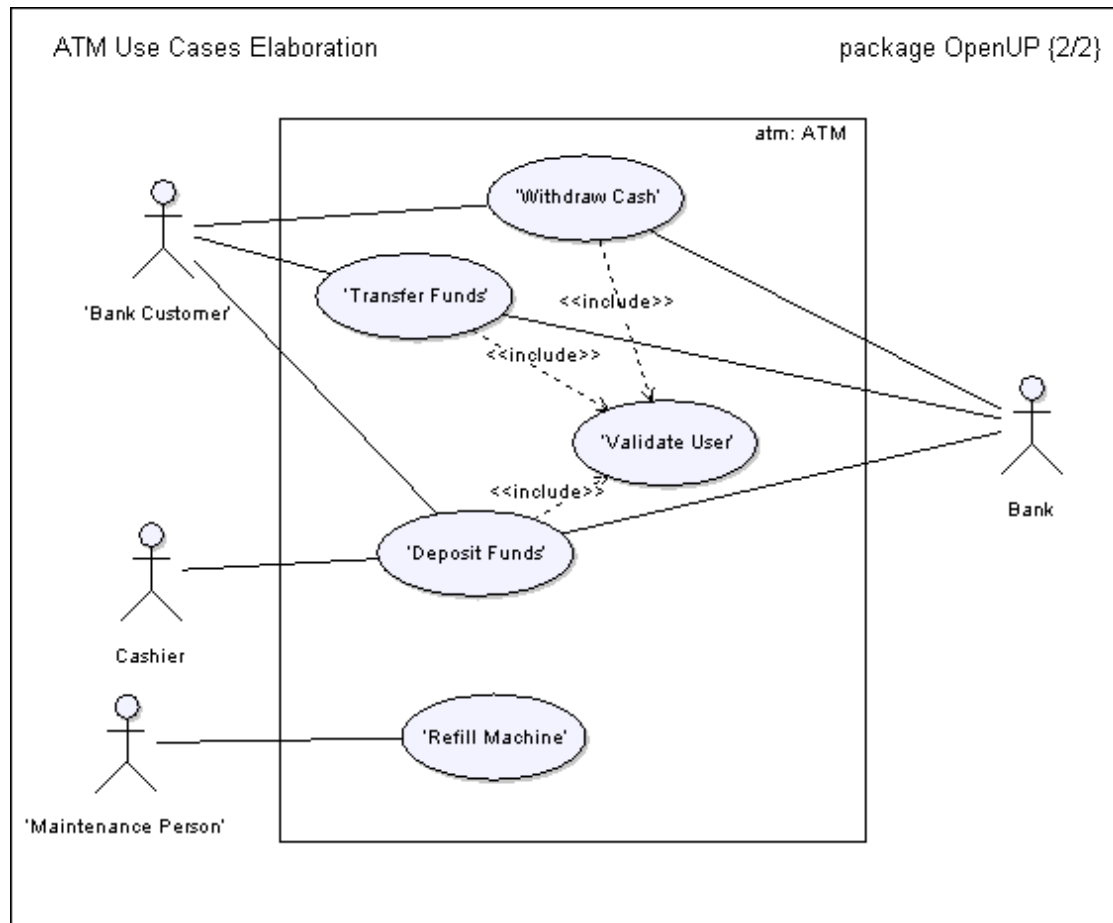 ATM Use Cases Elaboration
package OpenUP {2/2}
atm: ATM
'Withdraw Cash'
'Bank Customer'
'Transfer Funds'
<<include>>
<<include>>
'Validate User'
<<include>>
Bank
'Deposit Funds'
Cashier
'Refill Machine'
'Maintenance Person'